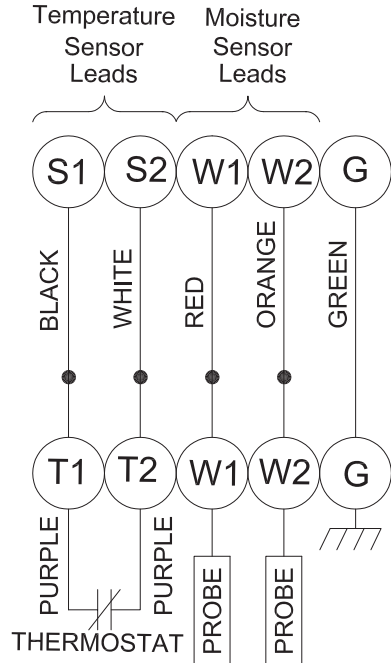 Temperature
Sensor
Leads
Moisture
Sensor
Leads
S1 S2 W1 W2 G
BLACK
WHITE
RED
ORANGE
GREEN
T1 T2 W1 W2 G
PURPLE
PURPLE
THERMOSTAT
PROBE
PROBE